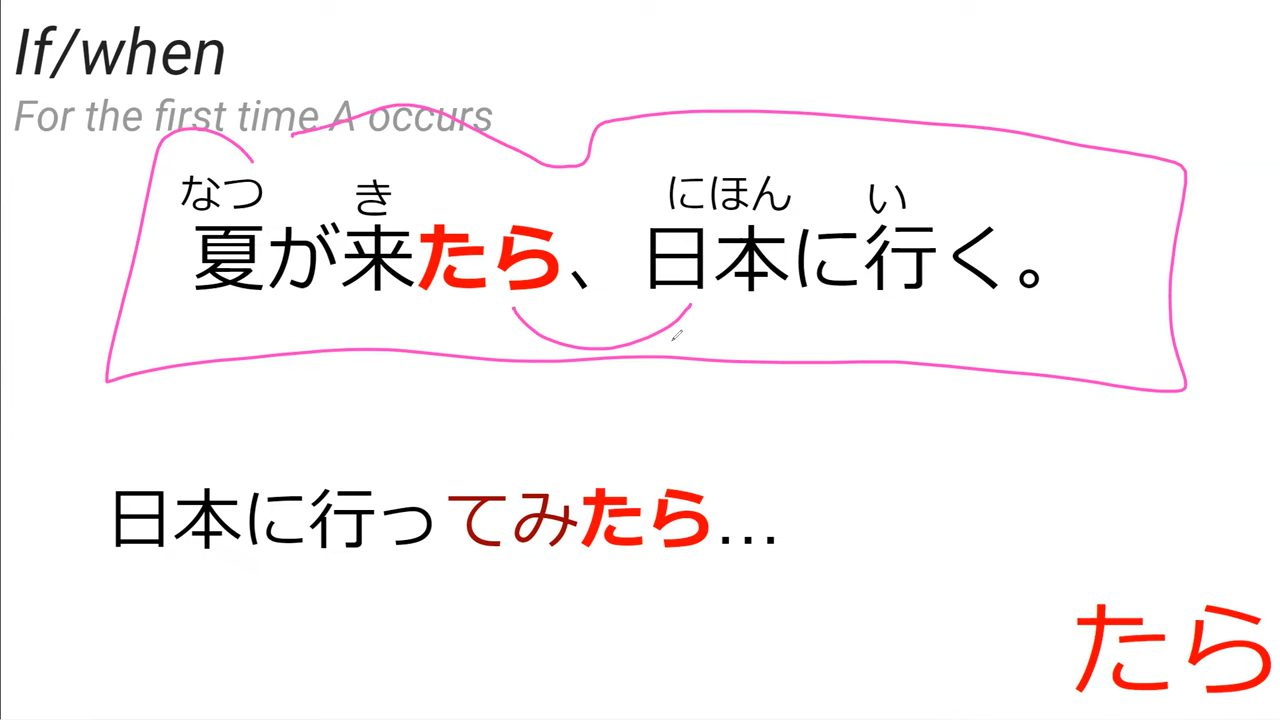 If/when
For the first time A occurs
なつ き にほん い
夏が来たら、日本に行く。
日本に行ってみたら...
たら